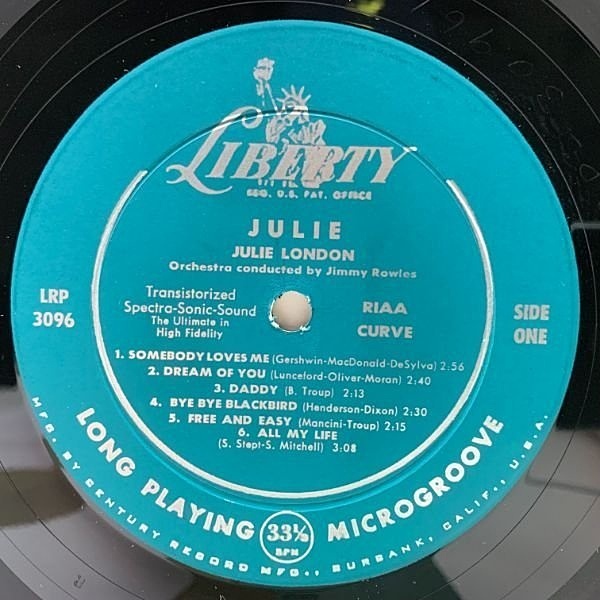 LIBERTY
REG. U.S. PAT. OFFICE
JULIE
JULIE LONDON
Orchestra conducted by Jimmy Rowles
LRP
3096
Transistorized
Spectra-Sonic-Sound
The Ultimate in
High Fidelity
RIAA
CURVE
SIDE
ONE
1. SOMEBODY LOVES ME (Gershwin-MacDonald-DeSylva) 2:56
2. DREAM OF YOU (Lunceford-Oliver-Moran) 2:40
3. DADDY (B. Troup) 2:13
4. BYE BYE BLACKBIRD (Henderson-Dixon) 2:30
5. FREE AND EASY (Mancini-Troup) 2:15
6. ALL MY LIFE
(S. Stept-S. Mitchell) 3:08
LONG PLAYING 33⅓ RPM MICROGROOVE
MFG. BY CENTURY RECORD MFG., BURBANK, CALIF., U.S.A.